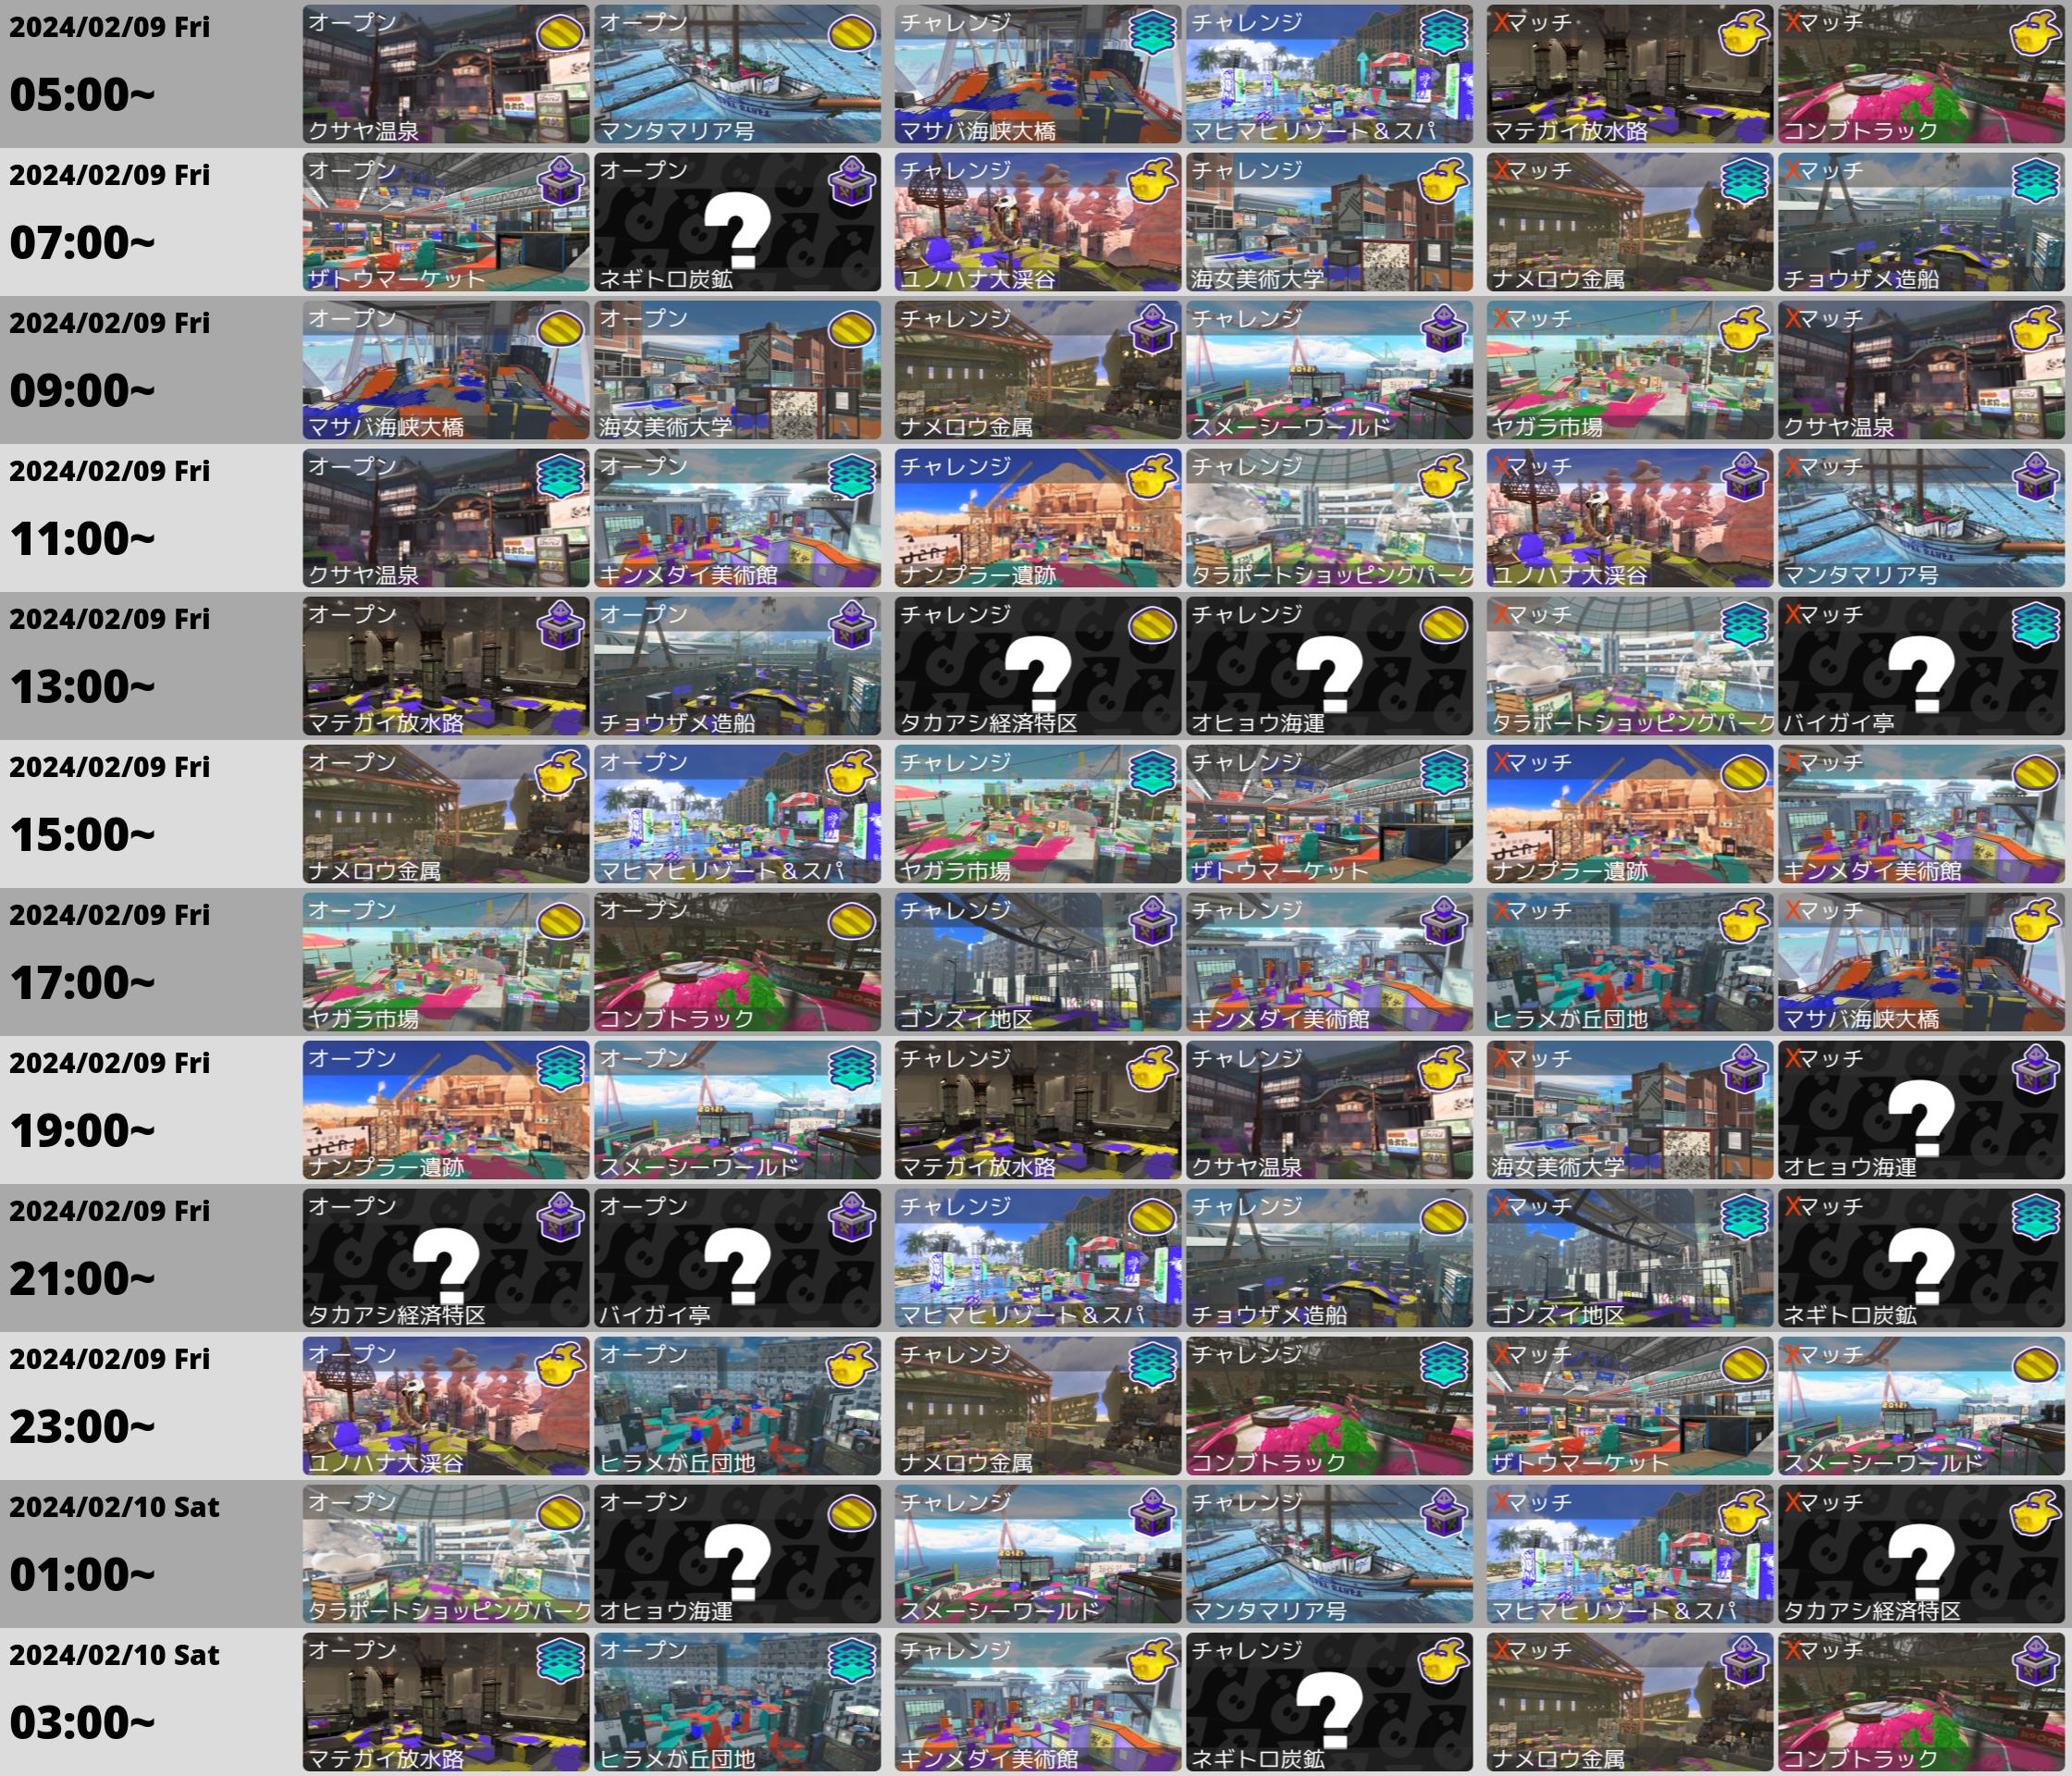 2024/02/09 Fri
05:00~
オープン
クサヤ温泉
オープン
マンタマリア号
チャレンジ
マサバ海峡大橋
チャレンジ
マヒマヒリゾート＆スパ
Xマッチ
マテガイ放水路
Xマッチ
コンブトラック
2024/02/09 Fri
07:00~
オープン
ザトウマーケット
オープン
?
ネギトロ炭鉱
チャレンジ
ユノハナ大渓谷
チャレンジ
海女美術大学
Xマッチ
ナメロウ金属
Xマッチ
チョウザメ造船
2024/02/09 Fri
09:00~
オープン
マサバ海峡大橋
オープン
海女美術大学
チャレンジ
ナメロウ金属
チャレンジ
スメーシーワールド
Xマッチ
ヤガラ市場
Xマッチ
クサヤ温泉
2024/02/09 Fri
11:00~
オープン
クサヤ温泉
オープン
キンメダイ美術館
チャレンジ
ナンプラー遺跡
チャレンジ
タラポートショッピングパーク
Xマッチ
ユノハナ大渓谷
Xマッチ
マンタマリア号
2024/02/09 Fri
13:00~
オープン
マテガイ放水路
オープン
チョウザメ造船
チャレンジ
?
タカアシ経済特区
チャレンジ
?
オヒョウ海運
Xマッチ
タラポートショッピングパーク
Xマッチ
?
バイガイ亭
2024/02/09 Fri
15:00~
オープン
ナメロウ金属
オープン
マヒマヒリゾート＆スパ
チャレンジ
ヤガラ市場
チャレンジ
ザトウマーケット
Xマッチ
ナンプラー遺跡
Xマッチ
キンメダイ美術館
2024/02/09 Fri
17:00~
オープン
ヤガラ市場
オープン
コンブトラック
チャレンジ
ゴンズイ地区
チャレンジ
キンメダイ美術館
Xマッチ
ヒラメが丘団地
Xマッチ
マサバ海峡大橋
2024/02/09 Fri
19:00~
オープン
ナンプラー遺跡
オープン
スメーシーワールド
チャレンジ
マテガイ放水路
チャレンジ
クサヤ温泉
Xマッチ
海女美術大学
Xマッチ
?
オヒョウ海運
2024/02/09 Fri
21:00~
オープン
?
タカアシ経済特区
オープン
?
バイガイ亭
チャレンジ
マヒマヒリゾート＆スパ
チャレンジ
チョウザメ造船
Xマッチ
ゴンズイ地区
Xマッチ
?
ネギトロ炭鉱
2024/02/09 Fri
23:00~
オープン
ユノハナ大渓谷
オープン
ヒラメが丘団地
チャレンジ
ナメロウ金属
チャレンジ
コンブトラック
Xマッチ
ザトウマーケット
Xマッチ
スメーシーワールド
2024/02/10 Sat
01:00~
オープン
タラポートショッピングパーク
オープン
?
オヒョウ海運
チャレンジ
スメーシーワールド
チャレンジ
マンタマリア号
Xマッチ
マヒマヒリゾート＆スパ
Xマッチ
?
タカアシ経済特区
2024/02/10 Sat
03:00~
オープン
マテガイ放水路
オープン
ヒラメが丘団地
チャレンジ
キンメダイ美術館
チャレンジ
?
ネギトロ炭鉱
Xマッチ
ナメロウ金属
Xマッチ
コンブトラック